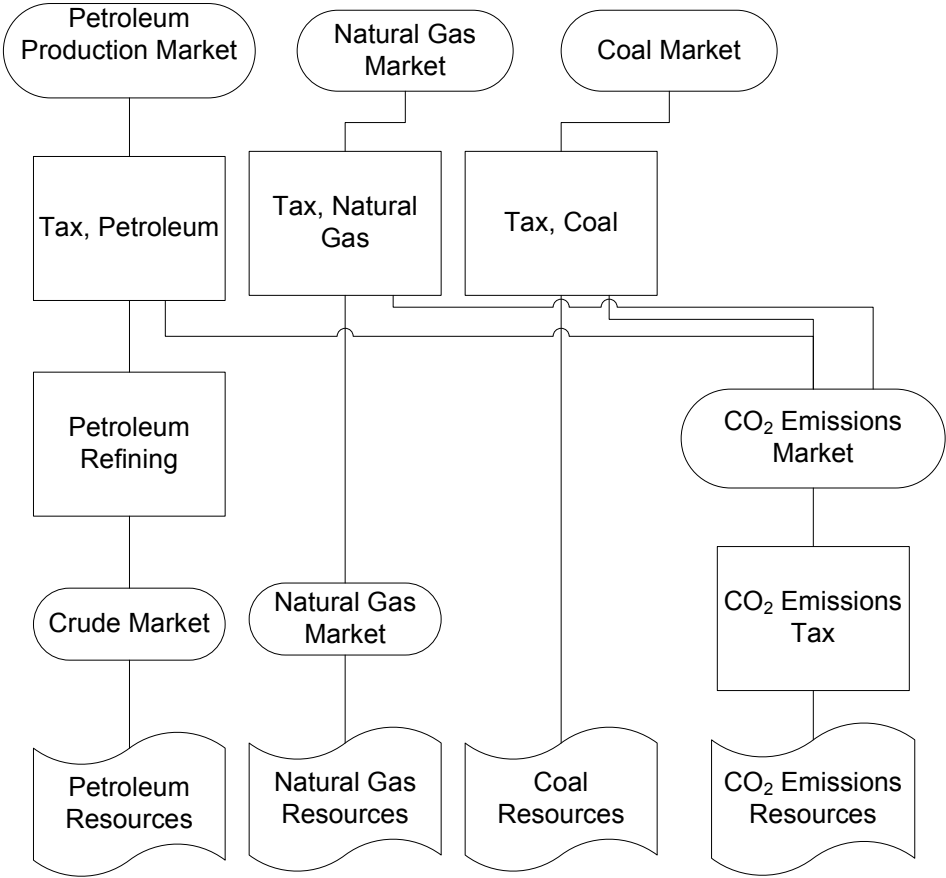 Petroleum
Production Market
Natural Gas
Market
Coal Market
Tax, Petroleum
Tax, Natural
Gas
Tax, Coal
Petroleum
Refining
CO₂ Emissions
Market
Crude Market
Natural Gas
Market
CO₂ Emissions
Tax
Petroleum
Resources
Natural Gas
Resources
Coal
Resources
CO₂ Emissions
Resources